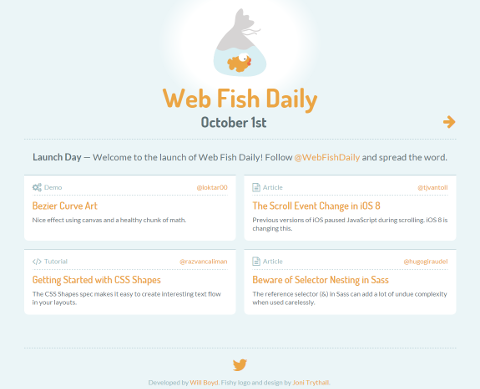 Web Fish Daily
October 1st
Launch Day — Welcome to the launch of Web Fish Daily! Follow @WebFishDaily and spread the word.
Demo
@loktar00
Bezier Curve Art
Nice effect using canvas and a healthy chunk of math.
Article
@tjvantoll
The Scroll Event Change in iOS 8
Previous versions of iOS paused JavaScript during scrolling. iOS 8 is
changing this.
Tutorial
@razvancaliman
Getting Started with CSS Shapes
The CSS Shapes spec makes it easy to create interesting text flow
in your layouts.
Article
@hugogiraudel
Beware of Selector Nesting in Sass
The reference selector (&) in Sass can add a lot of undue complexity
when used carelessly.
Developed by Will Boyd. Fishy logo and design by Joni Trythall.